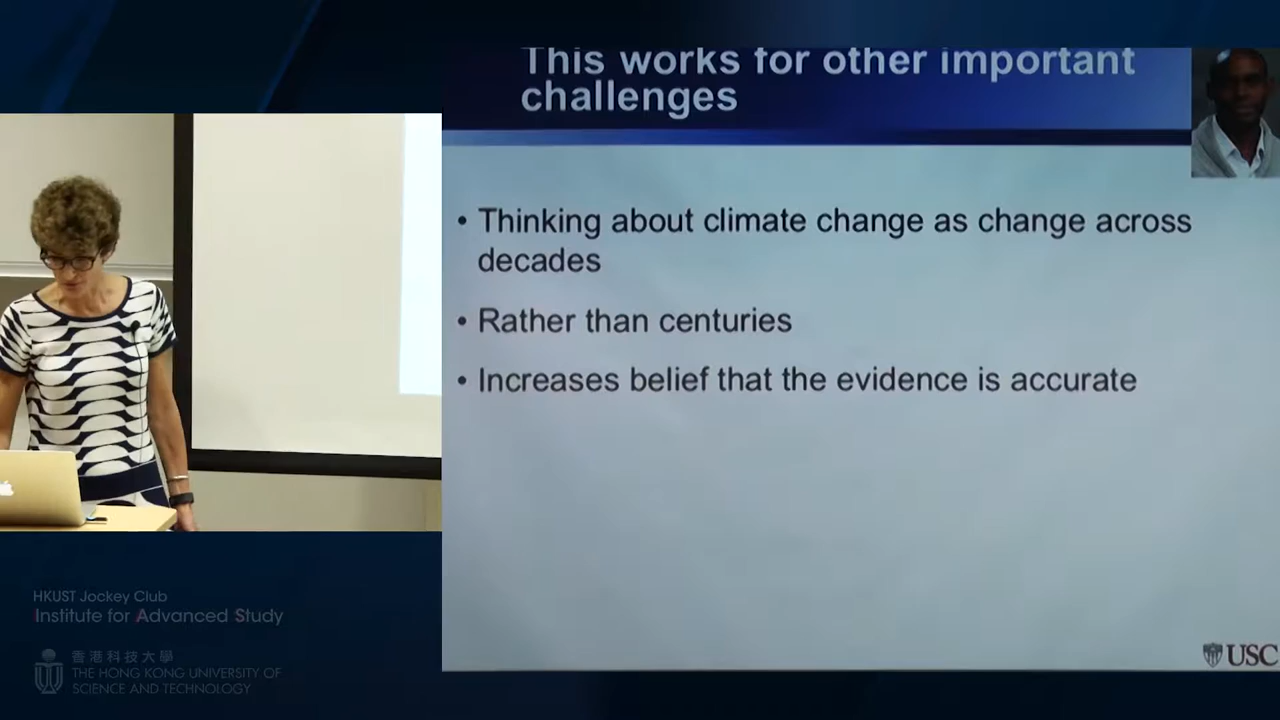 This works for other important
challenges
• Thinking about climate change as change across
decades
• Rather than centuries
• Increases belief that the evidence is accurate
USC
HKUST Jockey Club
Institute for Advanced Study
香港科技大學
THE HONG KONG UNIVERSITY OF
SCIENCE AND TECHNOLOGY